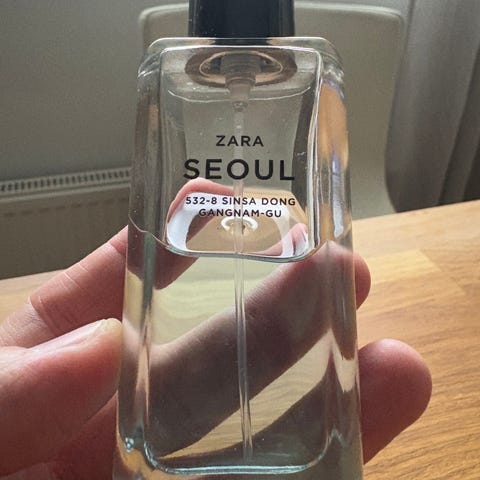 ZARA
SEOUL
532-8 SINSA DONG
GANGNAM-GU